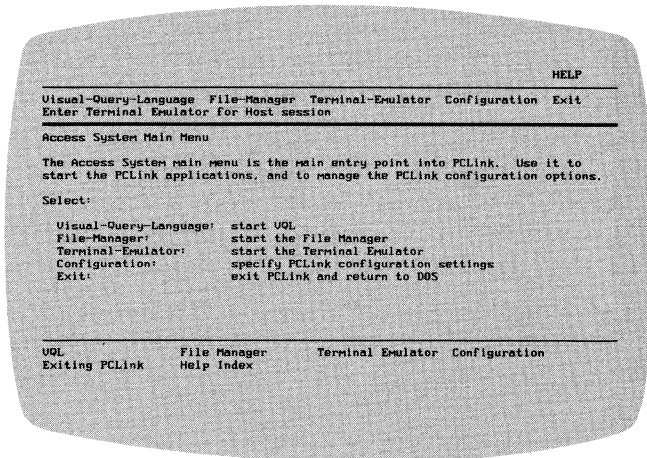 HELP
Visual-Query-Language File-Manager Terminal-Emulator Configuration Exit
Enter Terminal Emulator for Host session
Access System Main Menu
The Access System main menu is the main entry point into PCLink. Use it to
start the PCLink applications, and to manage the PCLink configuration options.
Select:
Visual-Query-Language: start VQL
File-Manager: start the File Manager
Terminal-Emulator: start the Terminal Emulator
Configuration: specify PCLink configuration settings
Exit: exit PCLink and return to DOS
VQL File Manager Terminal Emulator Configuration
Exiting PCLink Help Index